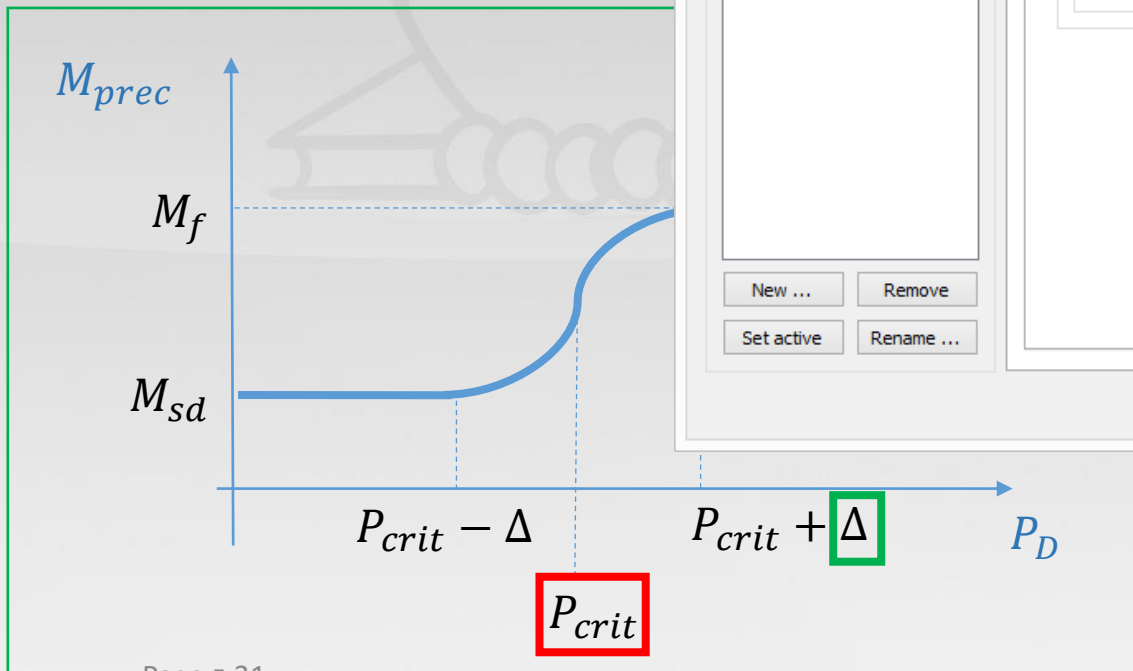 M_prec
M_f
New ... Remove
Set active Rename ...
M_sd
P_crit − Δ P_crit + Δ P_D
P_crit